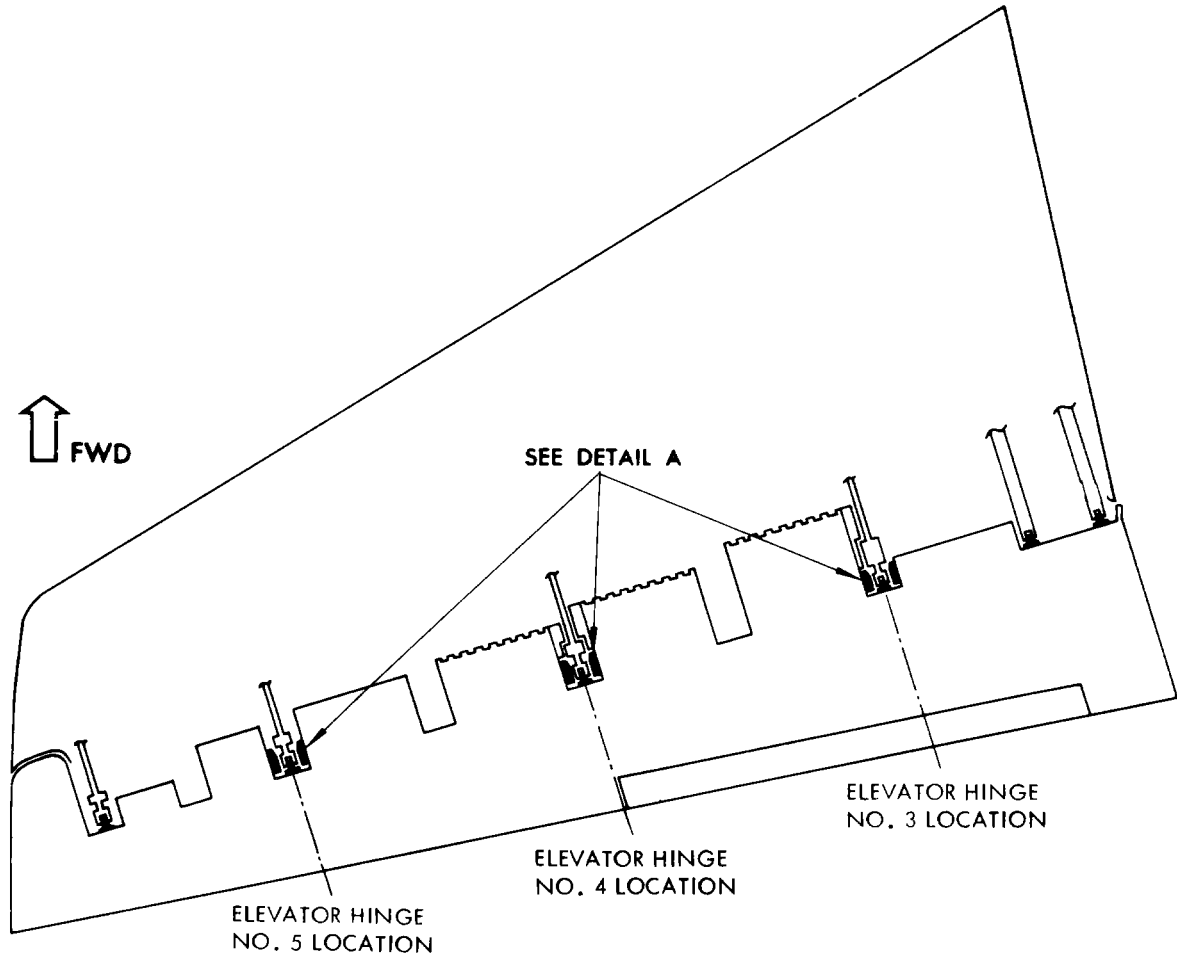 FWD
SEE DETAIL A
ELEVATOR HINGE
NO. 3 LOCATION
ELEVATOR HINGE
NO. 4 LOCATION
ELEVATOR HINGE
NO. 5 LOCATION